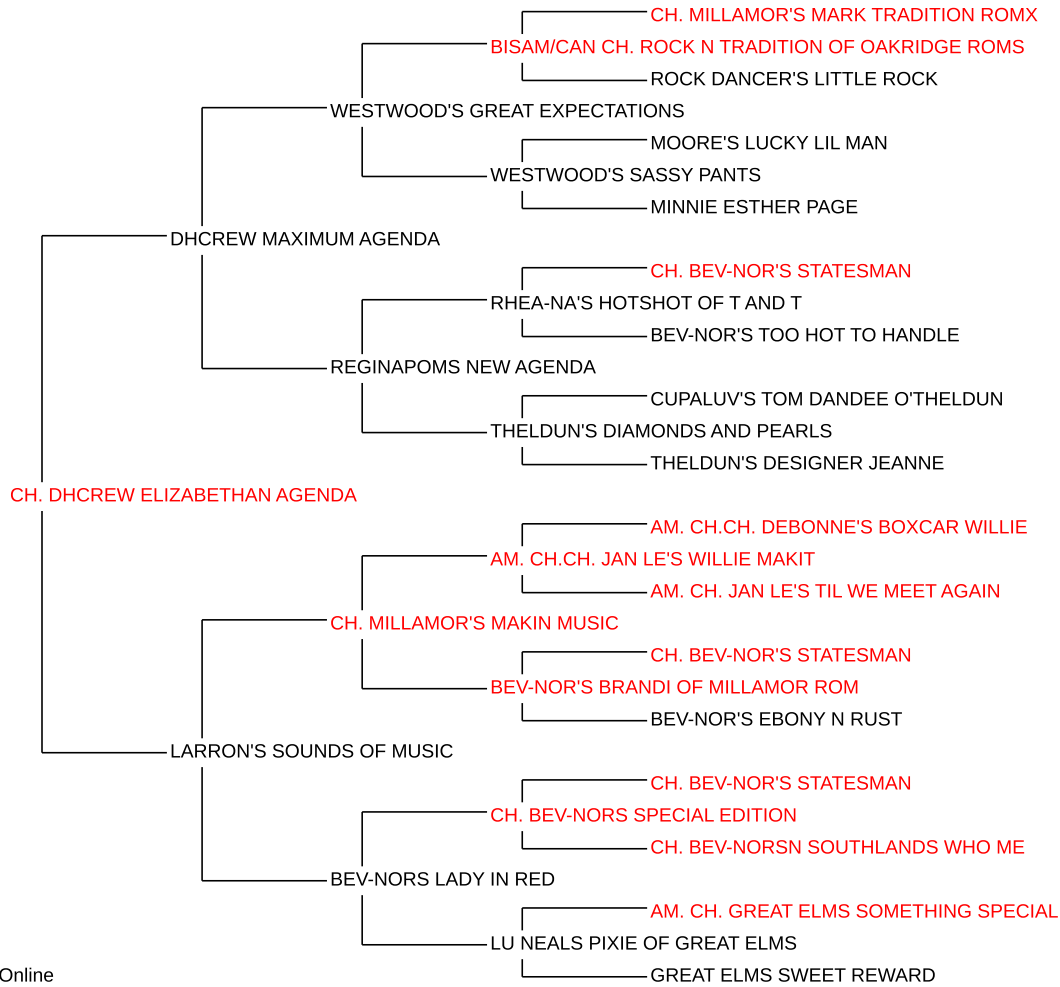 CH. MILLAMOR'S MARK TRADITION ROMX
BISAM/CAN CH. ROCK N TRADITION OF OAKRIDGE ROMS
ROCK DANCER'S LITTLE ROCK
WESTWOOD'S GREAT EXPECTATIONS
MOORE'S LUCKY LIL MAN
WESTWOOD'S SASSY PANTS
MINNIE ESTHER PAGE
DHCREW MAXIMUM AGENDA
CH. BEV-NOR'S STATESMAN
RHEA-NA'S HOTSHOT OF T AND T
BEV-NOR'S TOO HOT TO HANDLE
REGINAPOMS NEW AGENDA
CUPALUV'S TOM DANDEE O'THELDUN
THELDUN'S DIAMONDS AND PEARLS
THELDUN'S DESIGNER JEANNE
CH. DHCREW ELIZABETHAN AGENDA
AM. CH.CH. DEBONNE'S BOXCAR WILLIE
AM. CH.CH. JAN LE'S WILLIE MAKIT
AM. CH. JAN LE'S TIL WE MEET AGAIN
CH. MILLAMOR'S MAKIN MUSIC
CH. BEV-NOR'S STATESMAN
BEV-NOR'S BRANDI OF MILLAMOR ROM
BEV-NOR'S EBONY N RUST
LARRON'S SOUNDS OF MUSIC
CH. BEV-NOR'S STATESMAN
CH. BEV-NORS SPECIAL EDITION
CH. BEV-NORSN SOUTHLANDS WHO ME
BEV-NORS LADY IN RED
AM. CH. GREAT ELMS SOMETHING SPECIAL
LU NEALS PIXIE OF GREAT ELMS
GREAT ELMS SWEET REWARD
Online